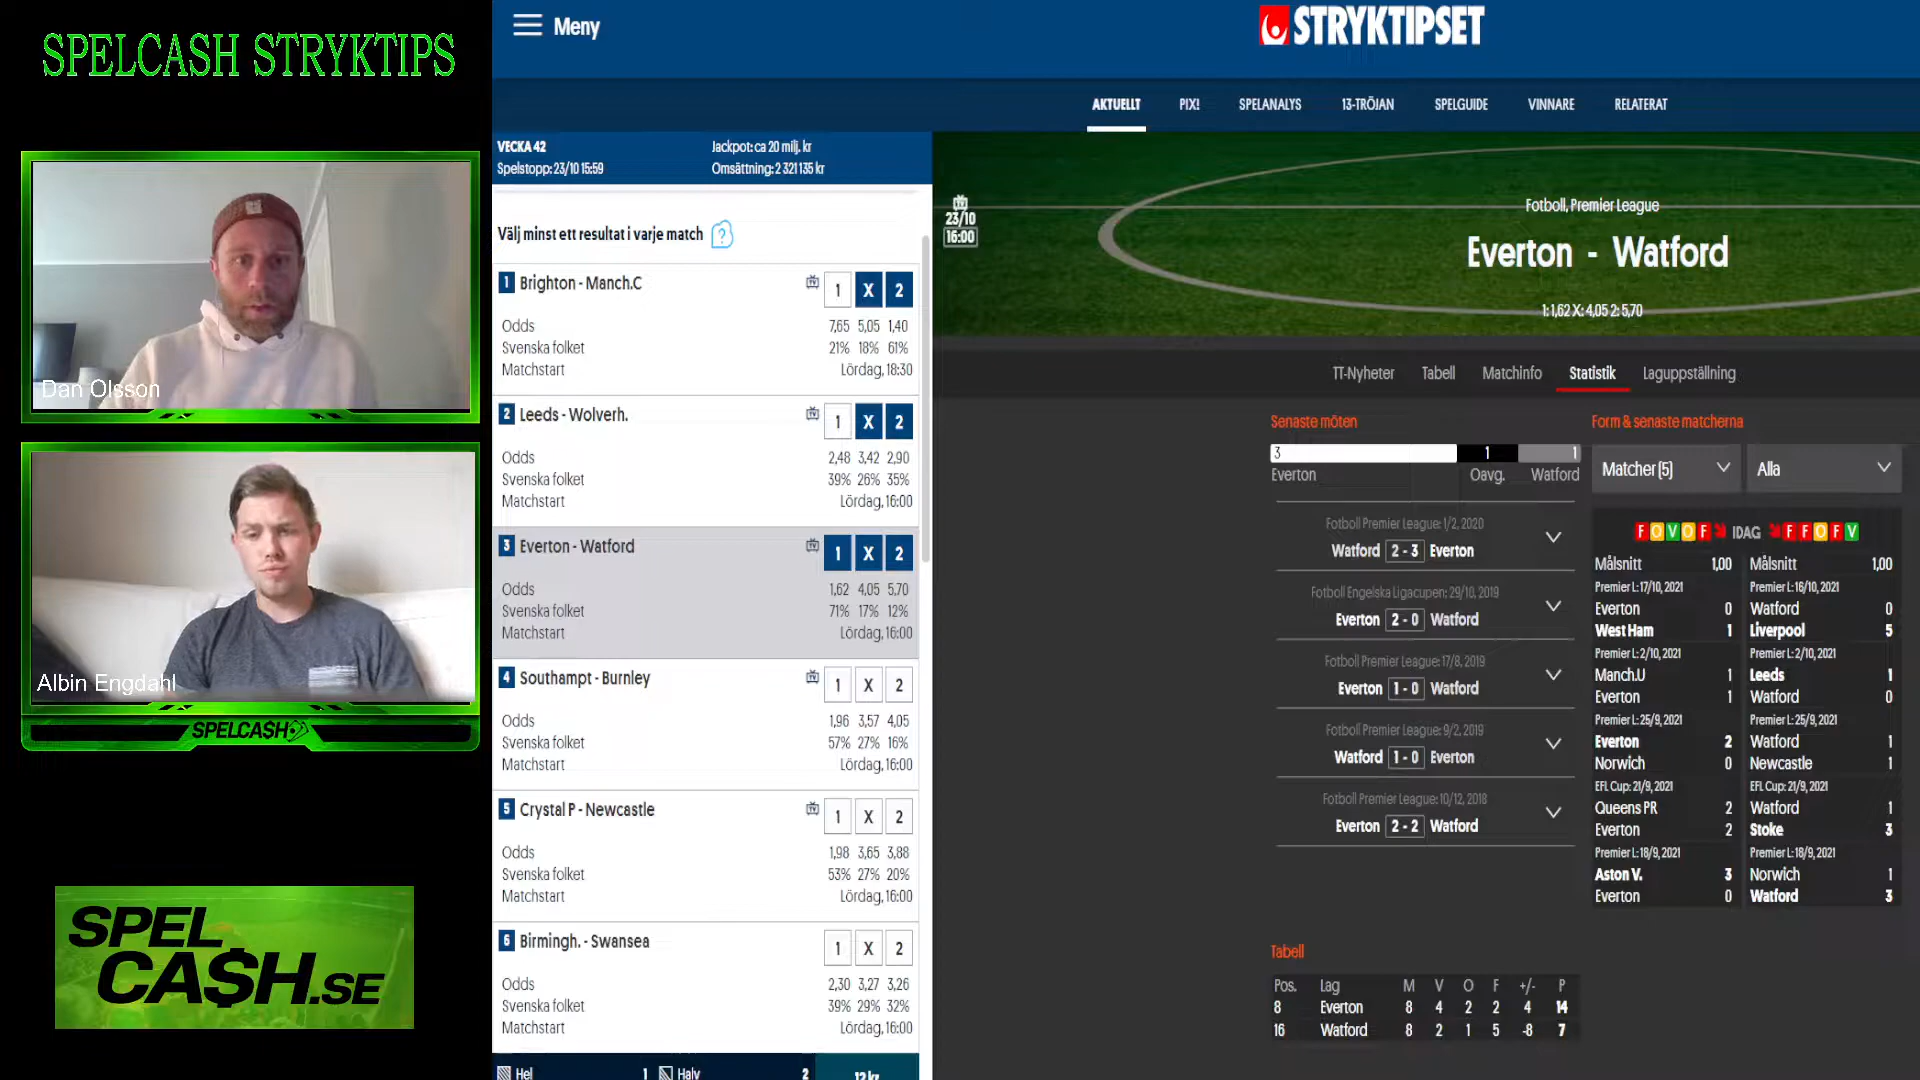 SPELCASH STRYKTIPS
Dan Olsson
Albin Engdahl
SPELCA$H
SPEL
CA$H.SE
Meny
STRYKTIPSET
AKTUELLT PIX! SPELANALYS 13-TRÖJAN SPELGUIDE VINNARE RELATERAT
VECKA 42 Jackpot: ca 20 milj. kr
Spelstopp: 23/10 15:59 Omsättning: 2 321 135 kr
Välj minst ett resultat i varje match ?
1 Brighton - Manch.C TV 1 X 2
Odds 7,65 5,05 1,40
Svenska folket 21% 18% 61%
Matchstart Lördag, 18:30
2 Leeds - Wolverh. TV 1 X 2
Odds 2,48 3,42 2,90
Svenska folket 39% 26% 35%
Matchstart Lördag, 16:00
3 Everton - Watford TV 1 X 2
Odds 1,62 4,05 5,70
Svenska folket 71% 17% 12%
Matchstart Lördag, 16:00
4 Southampt - Burnley TV 1 X 2
Odds 1,96 3,57 4,05
Svenska folket 57% 27% 16%
Matchstart Lördag, 16:00
5 Crystal P - Newcastle TV 1 X 2
Odds 1,98 3,65 3,88
Svenska folket 53% 27% 20%
Matchstart Lördag, 16:00
6 Birmingh. - Swansea 1 X 2
Odds 2,30 3,27 3,26
Svenska folket 39% 29% 32%
Matchstart Lördag, 16:00
Hel 1 Halv 2 12 kr
TV
23/10
16:00
Fotboll, Premier League
Everton - Watford
1: 1,62 X: 4,05 2: 5,70
TT-Nyheter Tabell Matchinfo Statistik Laguppställning
Senaste möten
3 1 1
Everton Oavg. Watford
Fotboll Premier League: 1/2, 2020
Watford 2 - 3 Everton
Fotboll Engelska Ligacupen: 29/10, 2019
Everton 2 - 0 Watford
Fotboll Premier League: 17/8, 2019
Everton 1 - 0 Watford
Fotboll Premier League: 9/2, 2019
Watford 1 - 0 Everton
Fotboll Premier League: 10/12, 2018
Everton 2 - 2 Watford
Form & senaste matcherna
Matcher (5) Alla
F O V O F IDAG F F O F V
Målsnitt 1,00 Målsnitt 1,00
Premier L: 17/10, 2021 Premier L: 16/10, 2021
Everton 0 Watford 0
West Ham 1 Liverpool 5
Premier L: 2/10, 2021 Premier L: 2/10, 2021
Manch.U 1 Leeds 1
Everton 1 Watford 0
Premier L: 25/9, 2021 Premier L: 25/9, 2021
Everton 2 Watford 1
Norwich 0 Newcastle 1
EFL Cup: 21/9, 2021 EFL Cup: 21/9, 2021
Queens PR 2 Watford 1
Everton 2 Stoke 3
Premier L: 18/9, 2021 Premier L: 18/9, 2021
Aston V. 3 Norwich 1
Everton 0 Watford 3
Tabell
Pos. Lag M V O F +/- P
8 Everton 8 4 2 2 4 14
16 Watford 8 2 1 5 -8 7